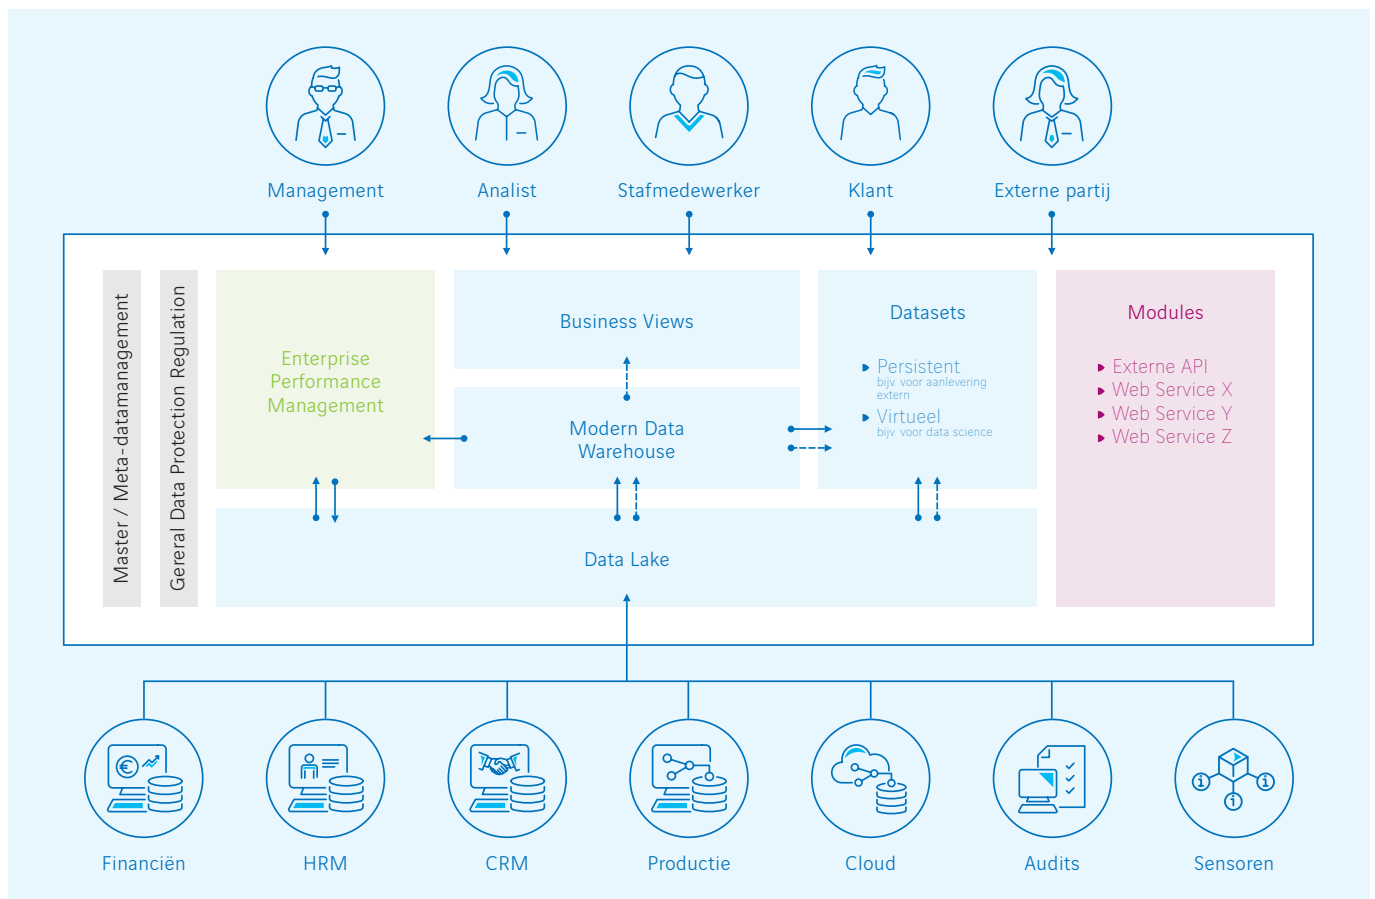 Management
Analist
Stafmedewerker
Klant
Externe partij
Master / Meta-datamanagement
Gereral Data Protection Regulation
Enterprise
Performance
Management
Business Views
Modern Data
Warehouse
Datasets
Persistent
bijv. voor aanlevering
extern
Virtueel
bijv. voor data science
Modules
Externe API
Web Service X
Web Service Y
Web Service Z
Data Lake
Financiën
HRM
CRM
Productie
Cloud
Audits
Sensoren